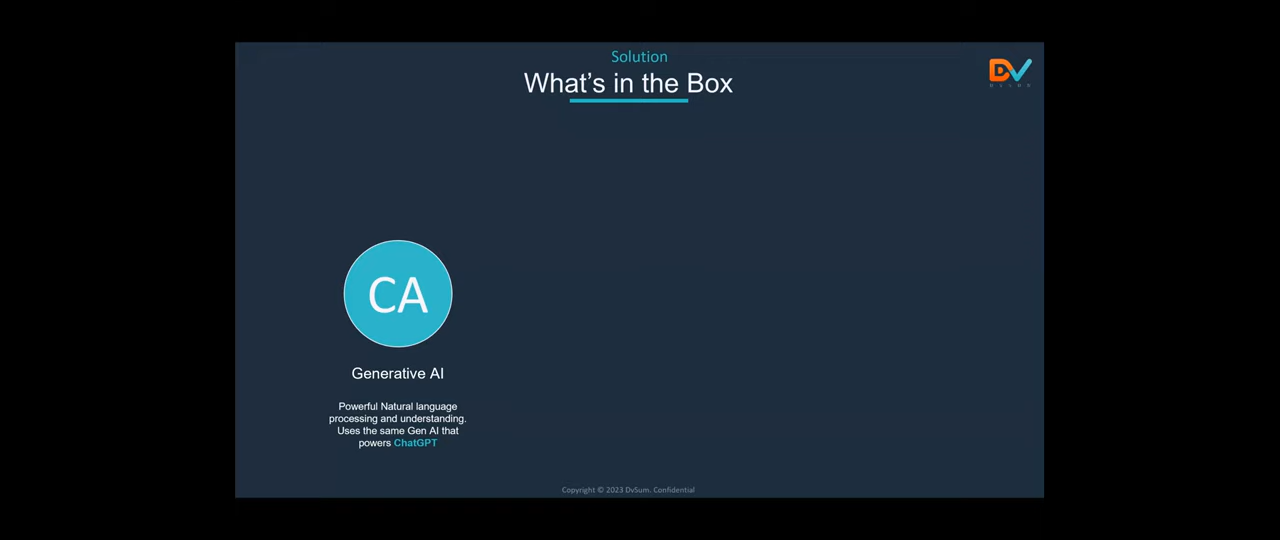 Solution
What's in the Box
DV
CA
Generative AI
Powerful Natural language
processing and understanding.
Uses the same Gen AI that
powers ChatGPT
Copyright © 2023 DvSum. Confidential